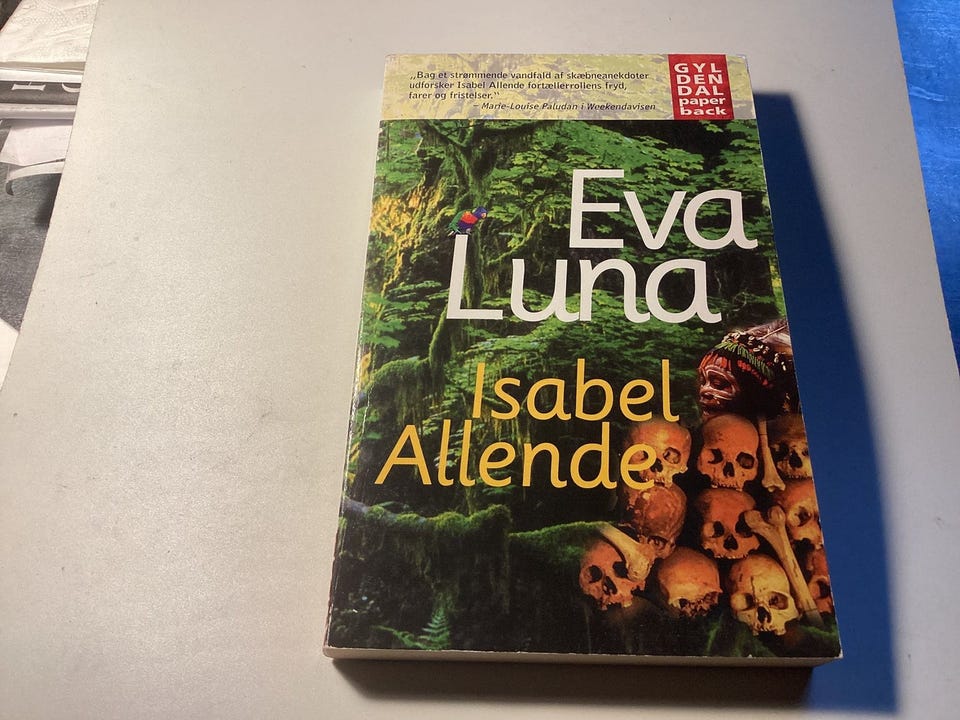 „Bag et strømmende vandfald af skæbneanekdoter
udforsker Isabel Allende fortællerrollens fryd,
farer og fristelser.“
– Marie-Louise Paludan i Weekendavisen
GYL
DEN
DAL
paper
back
Eva
Luna
Isabel
Allende